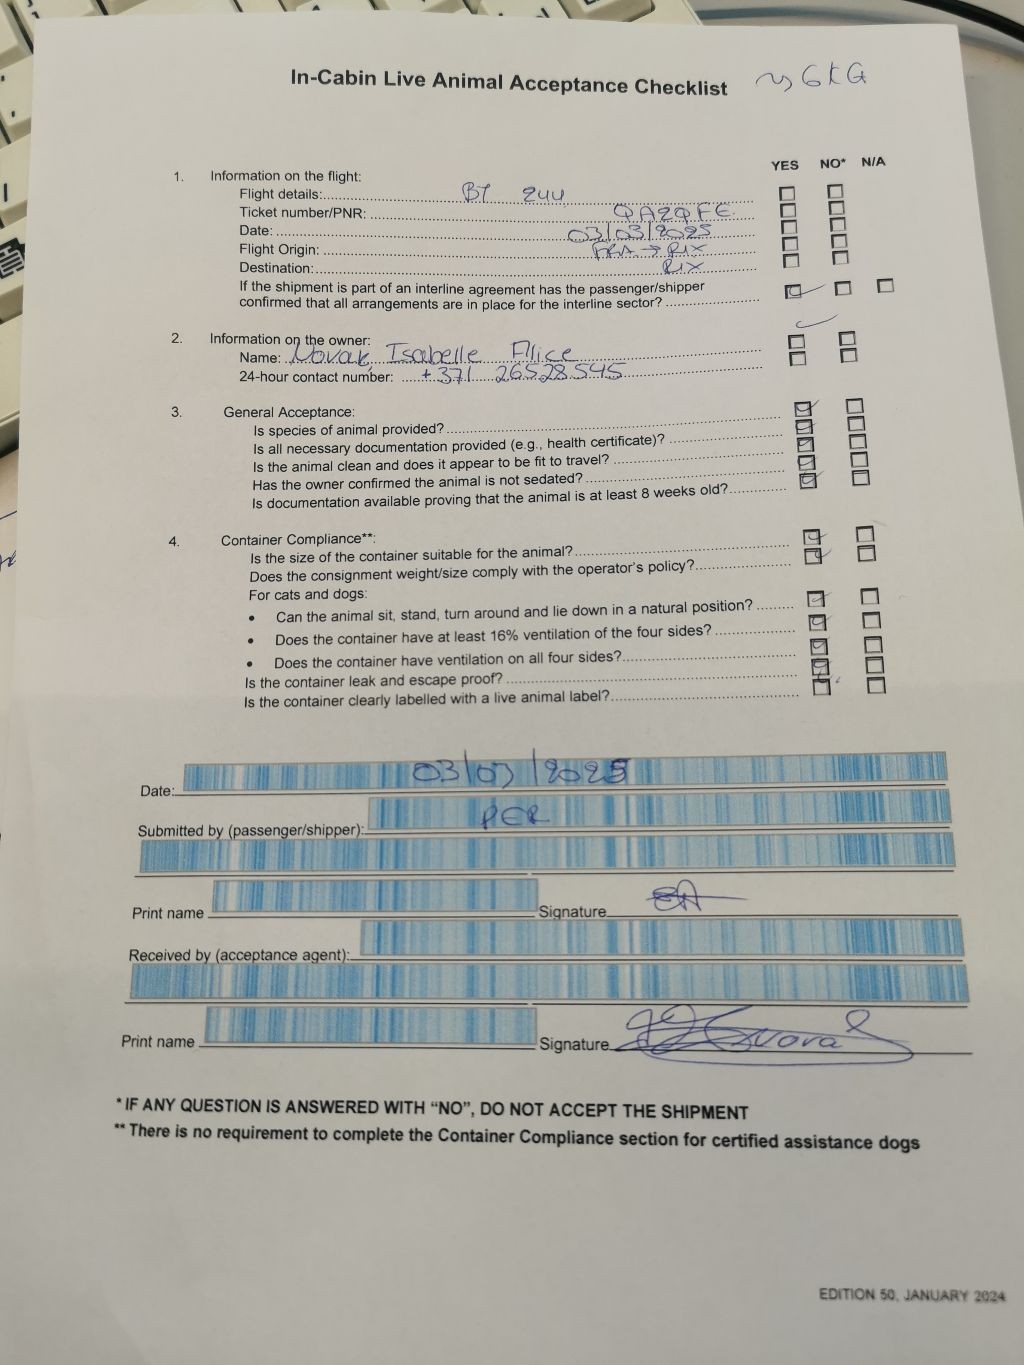 In-Cabin Live Animal Acceptance Checklist ~ 6KG
YES NO* N/A
1. Information on the flight:
Flight details: BT 244
Ticket number/PNR: QA2QFE
Date: 03/03/2025
Flight Origin: FRA → RIX
Destination: RIX
If the shipment is part of an interline agreement has the passenger/shipper
confirmed that all arrangements are in place for the interline sector?
2. Information on the owner:
Name: Novak, Isabelle Alice
24-hour contact number: +371 26528545
3. General Acceptance:
Is species of animal provided?
Is all necessary documentation provided (e.g., health certificate)?
Is the animal clean and does it appear to be fit to travel?
Has the owner confirmed the animal is not sedated?
Is documentation available proving that the animal is at least 8 weeks old?
4. Container Compliance**:
Is the size of the container suitable for the animal?
Does the consignment weight/size comply with the operator's policy?
For cats and dogs:
• Can the animal sit, stand, turn around and lie down in a natural position?
• Does the container have at least 16% ventilation of the four sides?
• Does the container have ventilation on all four sides?
Is the container leak and escape proof?
Is the container clearly labelled with a live animal label?
Date: 03/03/2025
Submitted by (passenger/shipper): PER
Print name Signature
Received by (acceptance agent):
Print name Signature
* IF ANY QUESTION IS ANSWERED WITH “NO”, DO NOT ACCEPT THE SHIPMENT
** There is no requirement to complete the Container Compliance section for certified assistance dogs
EDITION 50, JANUARY 2024